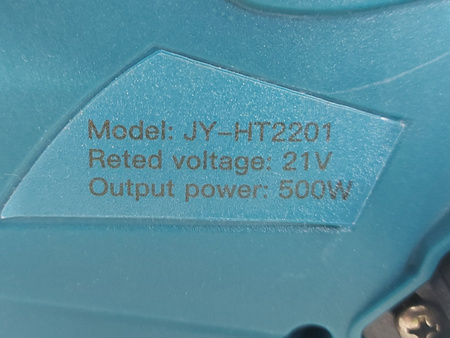 Model: JY-HT2201
Reted voltage: 21V
Output power: 500W